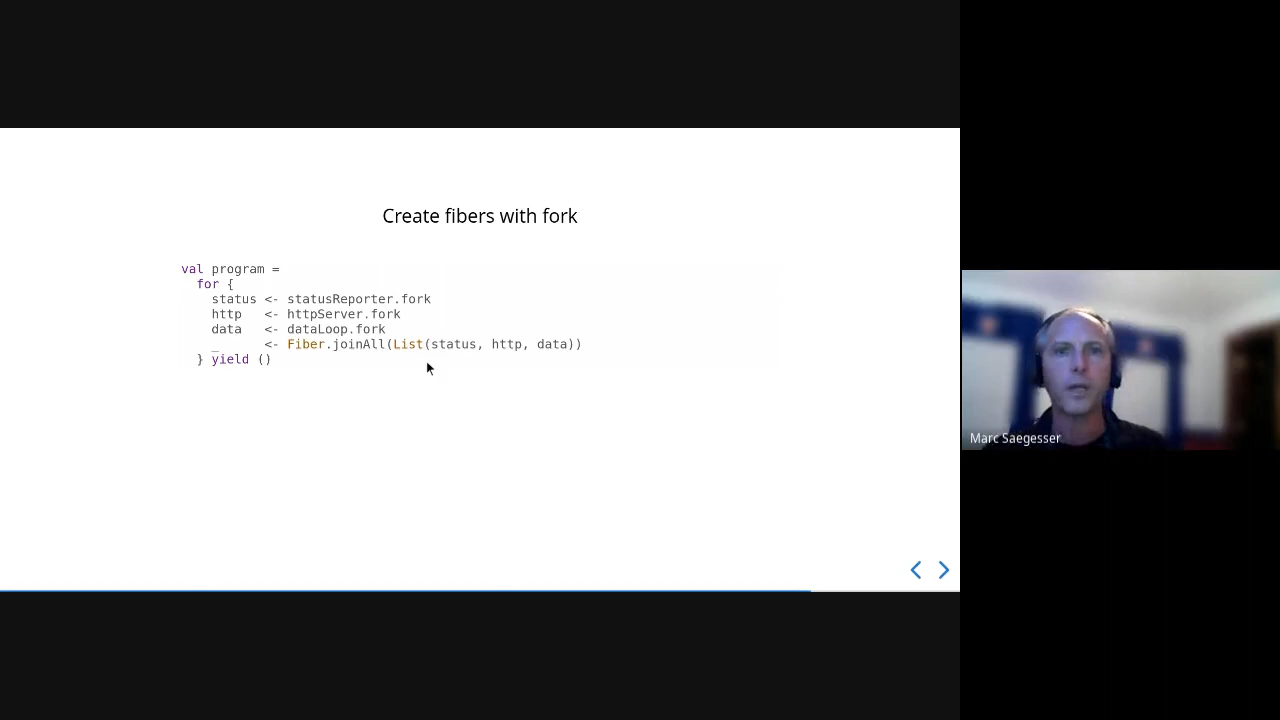 Create fibers with fork
val program =
  for {
    status <- statusReporter.fork
    http   <- httpServer.fork
    data   <- dataLoop.fork
    _      <- Fiber.joinAll(List(status, http, data))
  } yield ()
Marc Saegesser